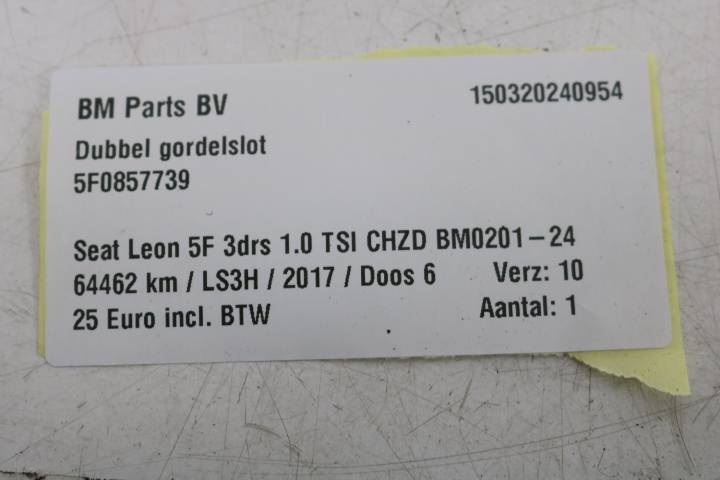 BM Parts BV 150320240954
Dubbel gordelslot
5F0857739
Seat Leon 5F 3drs 1.0 TSI CHZD BM0201-24
64462 km / LS3H / 2017 / Doos 6 Verz: 10
25 Euro incl. BTW Aantal: 1